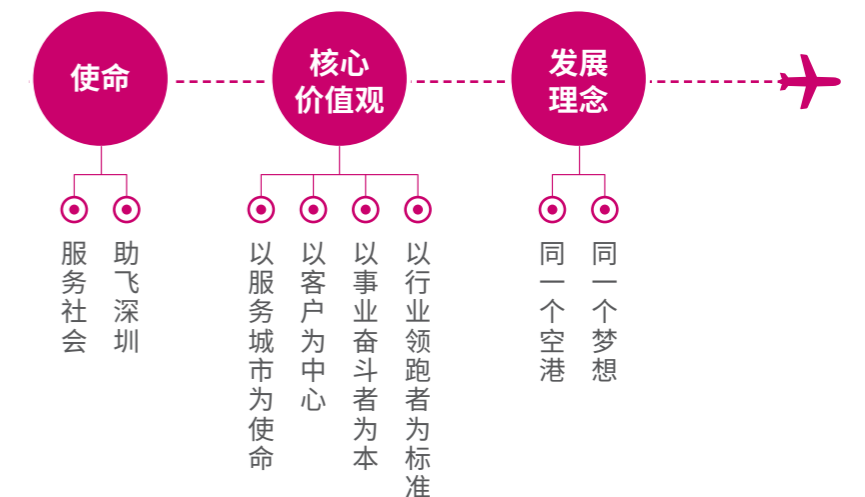 使命
核心
价值观
发展
理念
服务社会
助飞深圳
以服务城市为使命
以客户为中心
以事业奋斗者为本
以行业领跑者为标准
同一个空港
同一个梦想